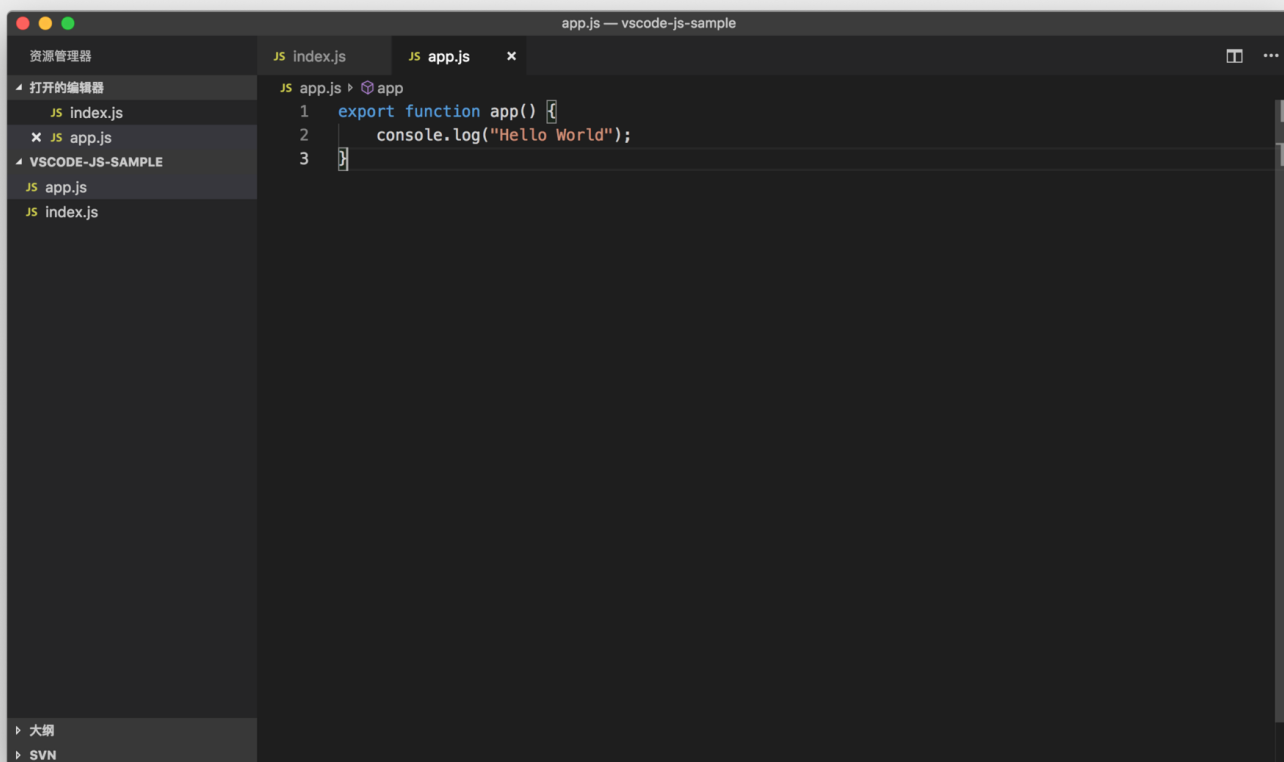 app.js — vscode-js-sample
资源管理器
打开的编辑器
JS index.js
JS app.js
VSCODE-JS-SAMPLE
JS app.js
JS index.js
大纲
SVN
JS index.js JS app.js
JS app.js app
1 export function app() {
2 console.log("Hello World");
3 }